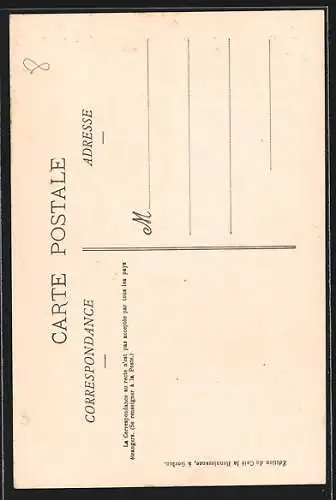 CARTE POSTALE
CORRESPONDANCE
ADRESSE
La Correspondance au recto n'est pas acceptée par tous les pays
étrangers. (Se renseigner à la Poste.)
M
Édition du Café la Renaissance, à Gordon.
8